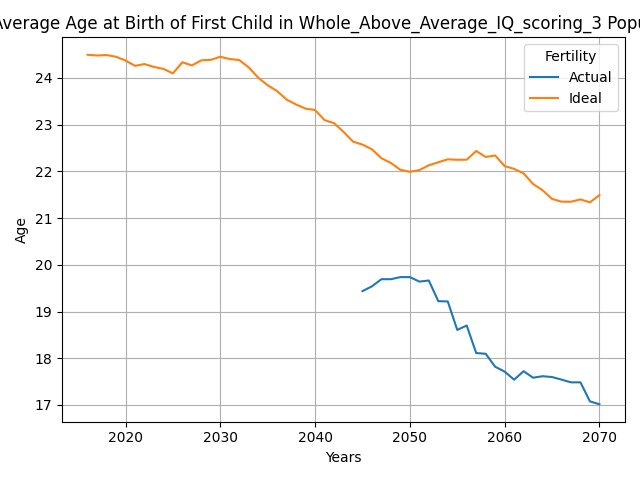 Average Age at Birth of First Child in Whole_Above_Average_IQ_scoring_3 Popu
Fertility
Actual
Ideal
24
23
22
21
20
19
18
17
Age
2020 2030 2040 2050 2060 2070
Years